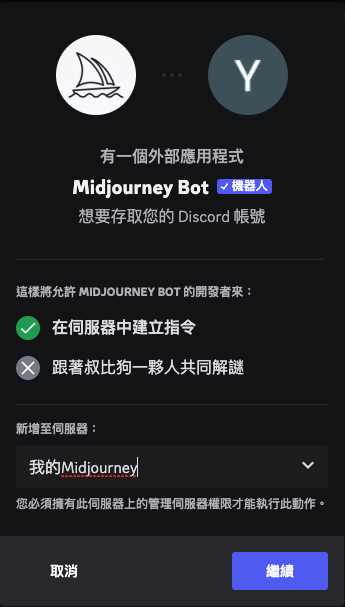 Y
有一個外部應用程式
Midjourney Bot ✓機器人
想要存取您的 Discord 帳號
這樣將允許 MIDJOURNEY BOT 的開發者來：
在伺服器中建立指令
跟著叔比狗一夥人共同解謎
新增至伺服器：
我的Midjourney
您必須擁有此伺服器上的管理伺服器權限才能執行此動作。
取消
繼續